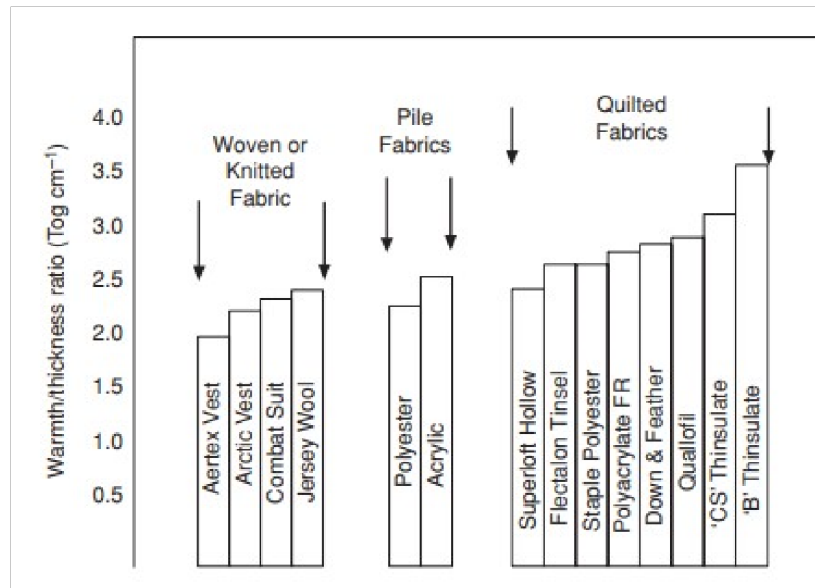 Warmth/thickness ratio (Tog cm⁻¹)
4.0
3.5
3.0
2.5
2.0
1.5
1.0
0.5
Woven or
Knitted
Fabric
Pile
Fabrics
Quilted
Fabrics
Aertex Vest
Arctic Vest
Combat Suit
Jersey Wool
Polyester
Acrylic
Superloft Hollow
Flectalon Tinsel
Staple Polyester
Polyacrylate FR
Down & Feather
Quallofil
'CS' Thinsulate
'B' Thinsulate